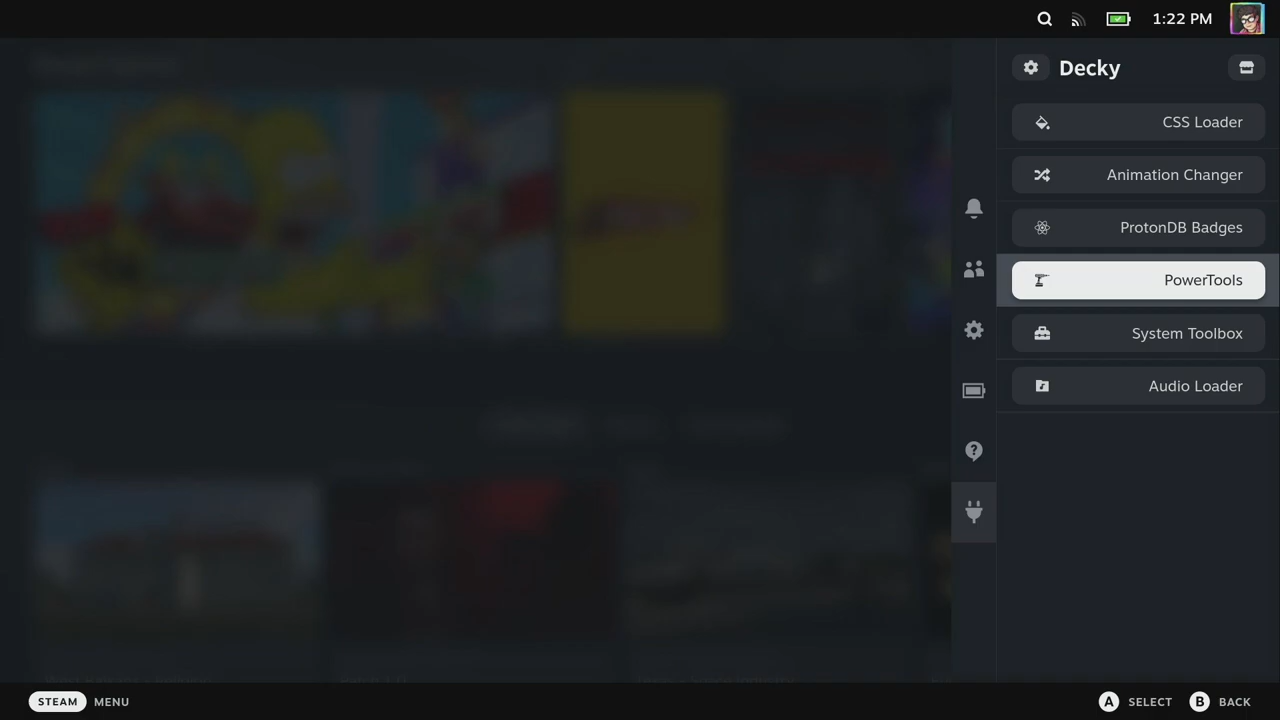 1:22 PM
Decky
CSS Loader
Animation Changer
ProtonDB Badges
PowerTools
System Toolbox
Audio Loader
STEAM MENU
A SELECT B BACK